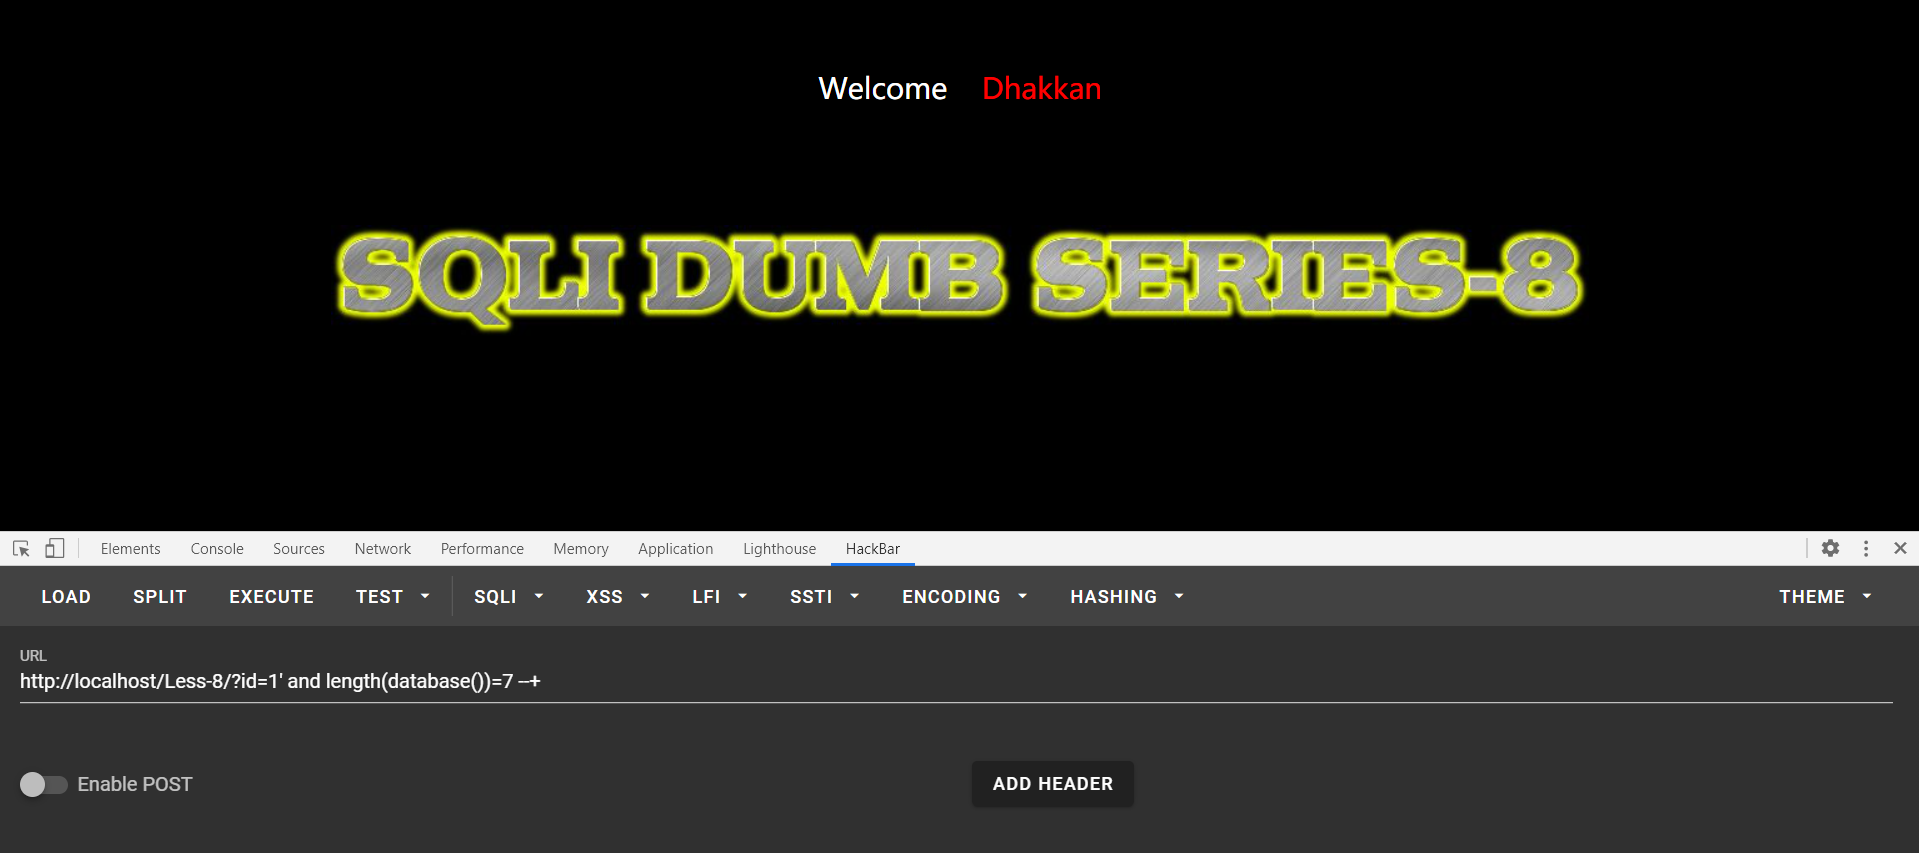 Welcome Dhakkan
SQLI DUMB SERIES-8
Elements Console Sources Network Performance Memory Application Lighthouse HackBar
LOAD SPLIT EXECUTE TEST SQLI XSS LFI SSTI ENCODING HASHING THEME
URL
http://localhost/Less-8/?id=1' and length(database())=7 --+
Enable POST ADD HEADER